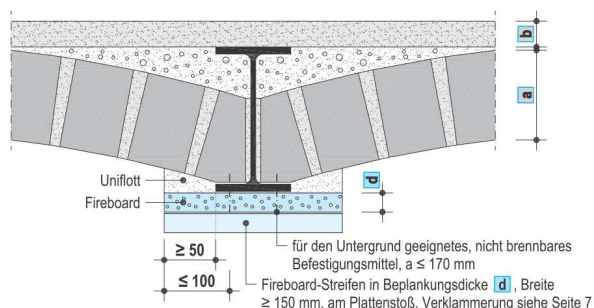 b
a
Uniflott
d
Fireboard
≥ 50
für den Untergrund geeignetes, nicht brennbares
Befestigungsmittel, a ≤ 170 mm
≤ 100
Fireboard-Streifen in Beplankungsdicke d , Breite
≥ 150 mm, am Plattenstoß, Verklammerung siehe Seite 7